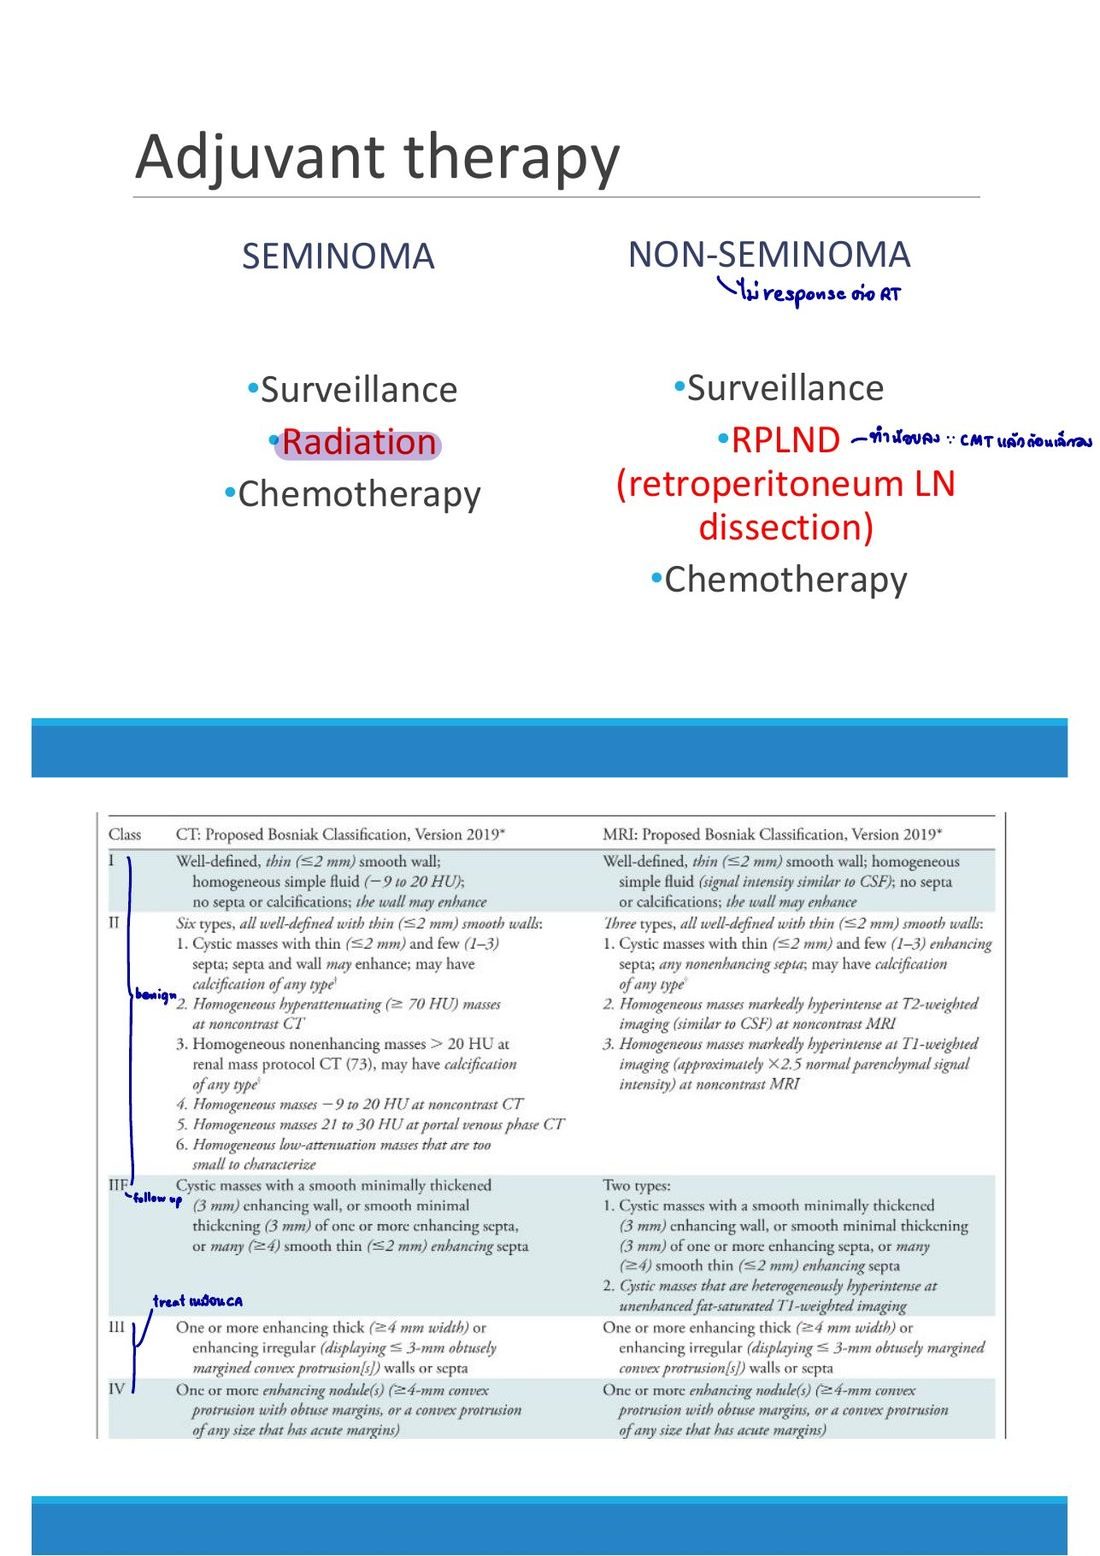 Adjuvant therapy
SEMINOMA
•Surveillance
•Radiation
•Chemotherapy
NON-SEMINOMA
ไม่ response ต่อ RT
•Surveillance
•RPLND
ทำน้อยลง ∵ CMT แล้วก้อนเล็กลง
(retroperitoneum LN
dissection)
•Chemotherapy
Class CT: Proposed Bosniak Classification, Version 2019* MRI: Proposed Bosniak Classification, Version 2019*
I
Well-defined, thin (≤2 mm) smooth wall;
homogeneous simple fluid (−9 to 20 HU);
no septa or calcifications; the wall may enhance
Well-defined, thin (≤2 mm) smooth wall; homogeneous
simple fluid (signal intensity similar to CSF); no septa
or calcifications; the wall may enhance
II
Six types, all well-defined with thin (≤2 mm) smooth walls:
1. Cystic masses with thin (≤2 mm) and few (1–3)
septa; septa and wall may enhance; may have
calcification of any type
benign
2. Homogeneous hyperattenuating (≥ 70 HU) masses
at noncontrast CT
3. Homogeneous nonenhancing masses > 20 HU at
renal mass protocol CT (73), may have calcification
of any type
4. Homogeneous masses −9 to 20 HU at noncontrast CT
5. Homogeneous masses 21 to 30 HU at portal venous phase CT
6. Homogeneous low-attenuation masses that are too
small to characterize
Three types, all well-defined with thin (≤2 mm) smooth walls:
1. Cystic masses with thin (≤2 mm) and few (1–3) enhancing
septa; any nonenhancing septa; may have calcification
of any type
2. Homogeneous masses markedly hyperintense at T2-weighted
imaging (similar to CSF) at noncontrast MRI
3. Homogeneous masses markedly hyperintense at T1-weighted
imaging (approximately ×2.5 normal parenchymal signal
intensity) at noncontrast MRI
IIF
follow up
Cystic masses with a smooth minimally thickened
(3 mm) enhancing wall, or smooth minimal
thickening (3 mm) of one or more enhancing septa,
or many (≥4) smooth thin (≤2 mm) enhancing septa
Two types:
1. Cystic masses with a smooth minimally thickened
(3 mm) enhancing wall, or smooth minimal thickening
(3 mm) of one or more enhancing septa, or many
(≥4) smooth thin (≤2 mm) enhancing septa
2. Cystic masses that are heterogeneously hyperintense at
unenhanced fat-saturated T1-weighted imaging
treat เหมือน CA
III
One or more enhancing thick (≥4 mm width) or
enhancing irregular (displaying ≤ 3-mm obtusely
margined convex protrusion[s]) walls or septa
One or more enhancing thick (≥4 mm width) or
enhancing irregular (displaying ≤ 3-mm obtusely margined
convex protrusion[s]) walls or septa
IV
One or more enhancing nodule(s) (≥4-mm convex
protrusion with obtuse margins, or a convex protrusion
of any size that has acute margins)
One or more enhancing nodule(s) (≥4-mm convex
protrusion with obtuse margins, or a convex protrusion
of any size that has acute margins)